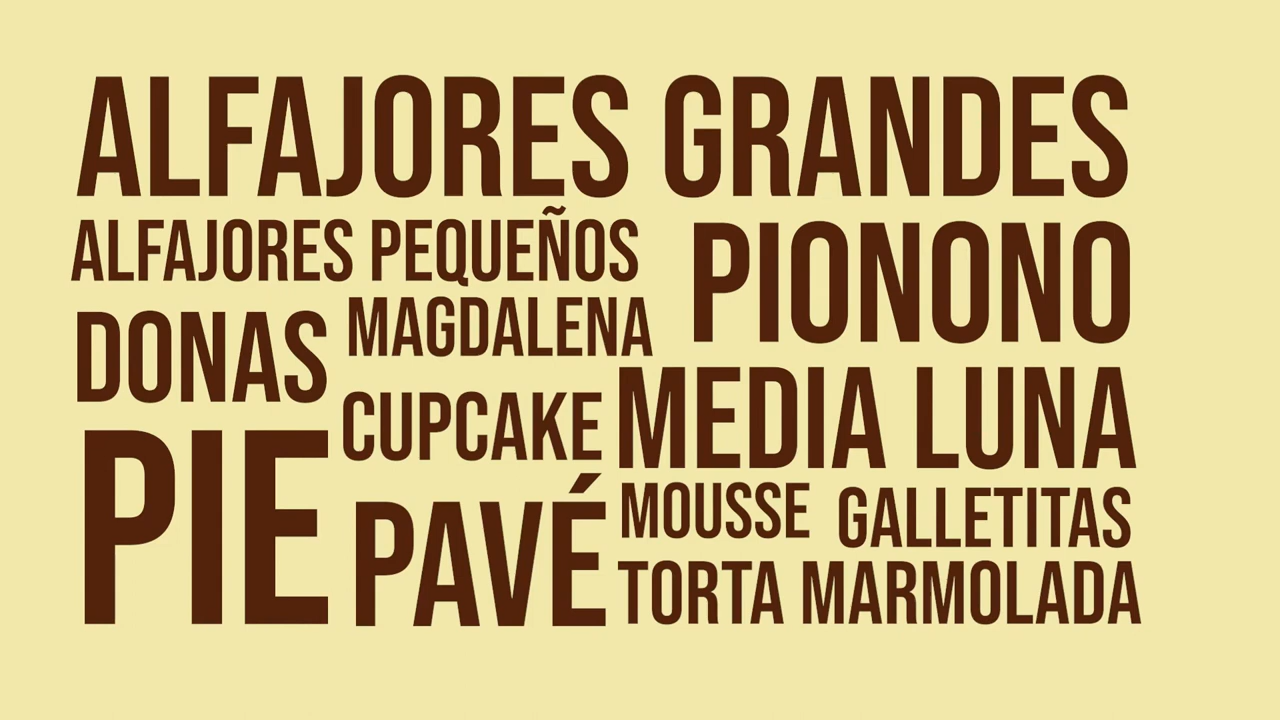 ALFAJORES GRANDES
ALFAJORES PEQUEÑOS
PIONONO
DONAS
MAGDALENA
CUPCAKE
MEDIA LUNA
PIE
PAVÉ
MOUSSE
GALLETITAS
TORTA MARMOLADA